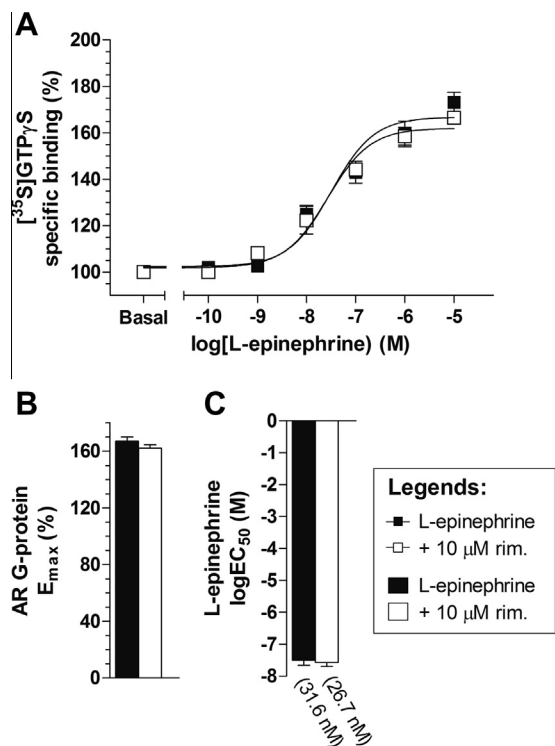 A
[35S]GTPγS
specific binding (%)
180
160
140
120
100
Basal
-10
-9
-8
-7
-6
-5
log[L-epinephrine) (M)
B
AR G-protein
Emax (%)
160
120
80
40
0
C
L-epinephrine
logEC50 (M)
0
-1
-2
-3
-4
-5
-6
-7
-8
(31.6 nM)
(26.7 nM)
Legends:
L-epinephrine
+ 10 μM rim.
L-epinephrine
+ 10 μM rim.